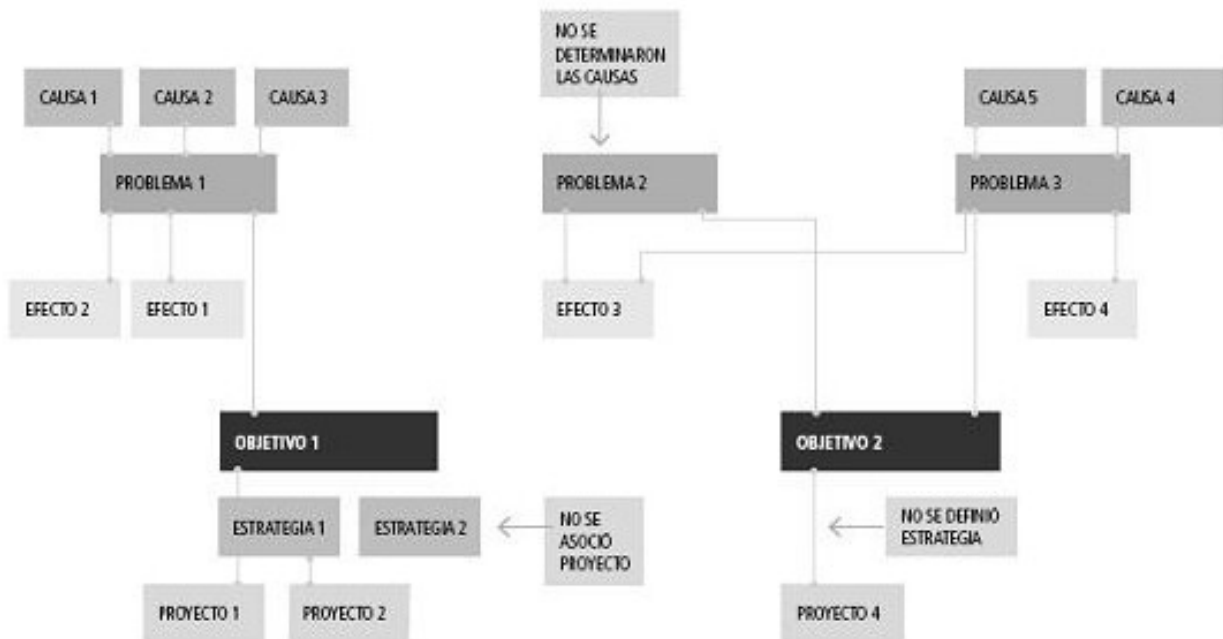 NO SE
DETERMINARON
LAS CAUSAS
CAUSA 1
CAUSA 2
CAUSA 3
CAUSA 5
CAUSA 4
PROBLEMA 1
PROBLEMA 2
PROBLEMA 3
EFECTO 2
EFECTO 1
EFECTO 3
EFECTO 4
OBJETIVO 1
OBJETIVO 2
ESTRATEGIA 1
ESTRATEGIA 2
NO SE
ASOCIÓ
PROYECTO
NO SE DEFINIÓ
ESTRATEGIA
PROYECTO 1
PROYECTO 2
PROYECTO 4